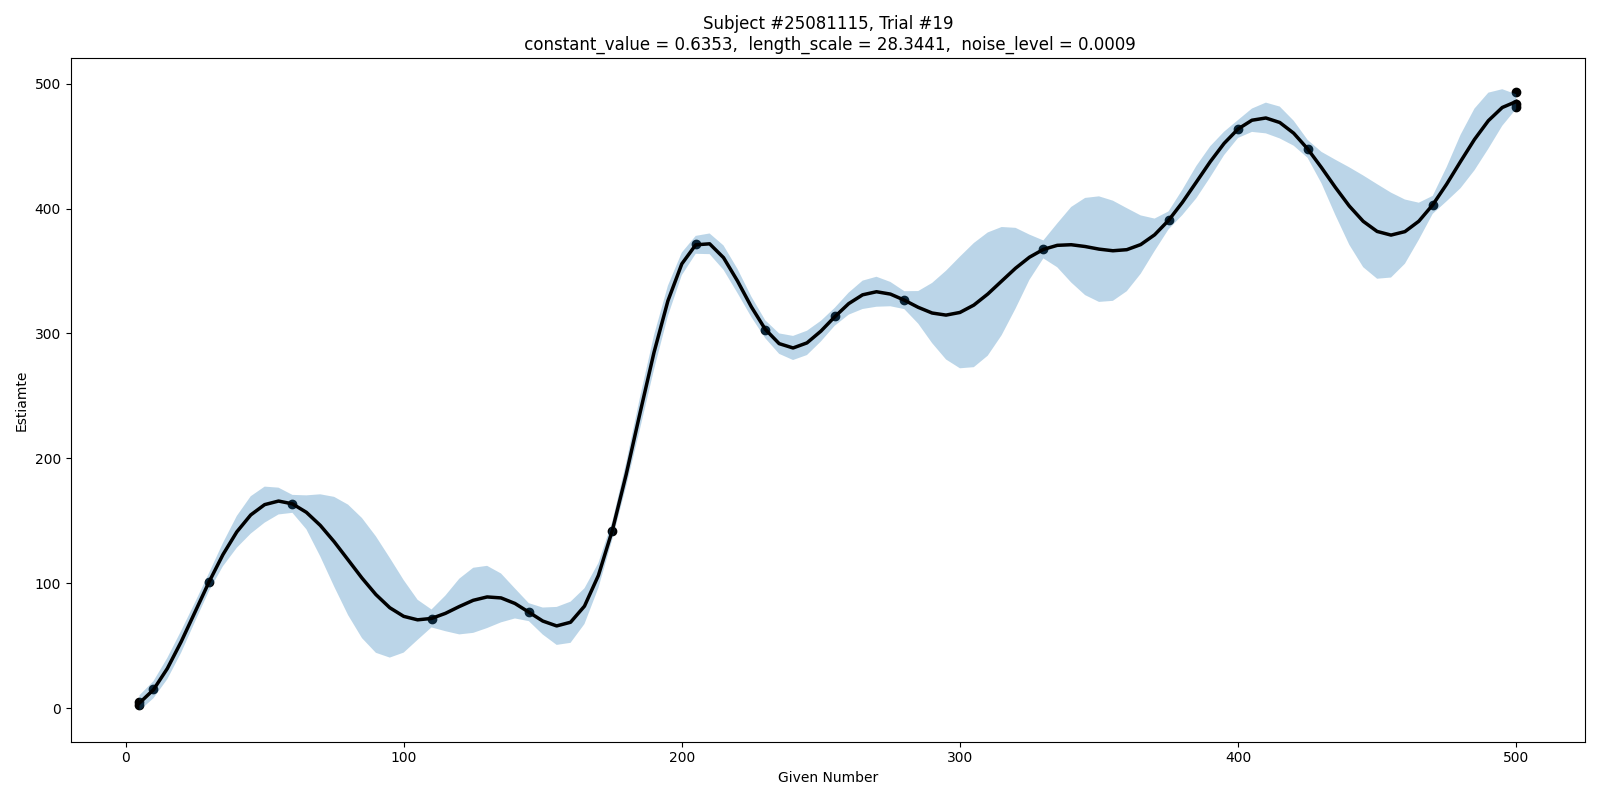 Subject #25081115, Trial #19
constant_value = 0.6353,  length_scale = 28.3441,  noise_level = 0.0009
500
400
300
200
100
0
Estiamte
0 100 200 300 400 500
Given Number